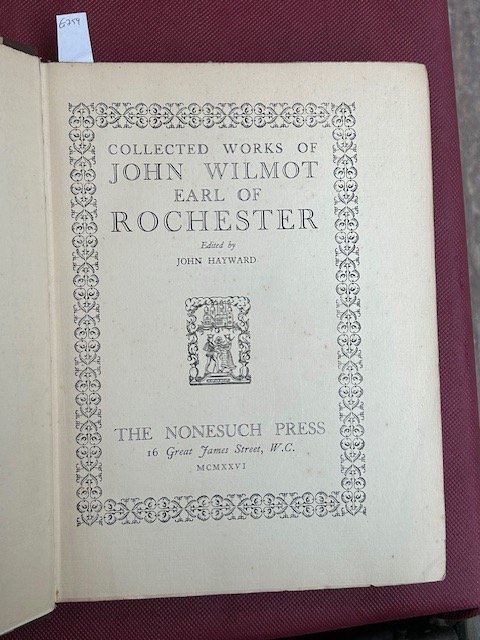 COLLECTED WORKS OF
JOHN WILMOT
EARL OF
ROCHESTER
Edited by
JOHN HAYWARD
THE NONESUCH PRESS
16 Great James Street, W.C.
MCMXXVI